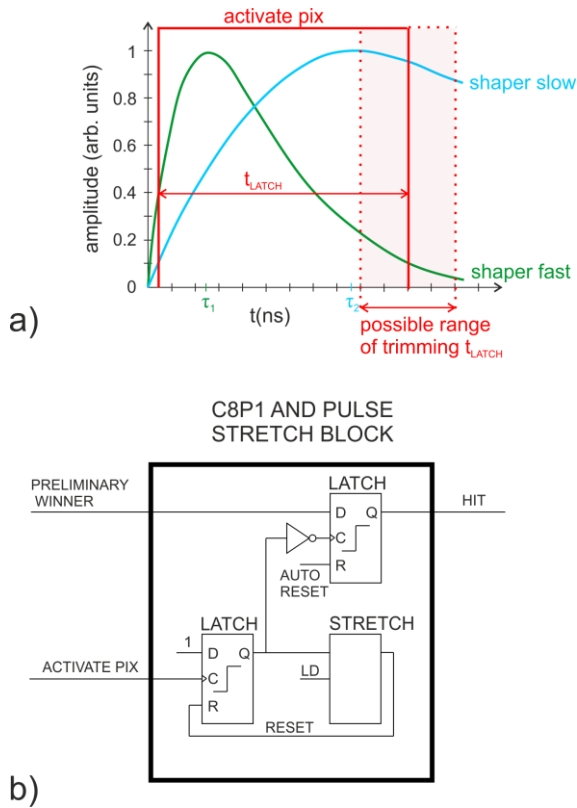 activate pix
amplitude (arb. units)
1
0.8
0.6
0.4
0.2
0
shaper slow
t_LATCH
shaper fast
τ1
t(ns)
τ2
possible range
of trimming t_LATCH
a)
C8P1 AND PULSE
STRETCH BLOCK
PRELIMINARY
WINNER
LATCH
HIT
D Q
C
R
AUTO
RESET
LATCH
STRETCH
1
D Q
ACTIVATE PIX
C
LD
R
RESET
b)